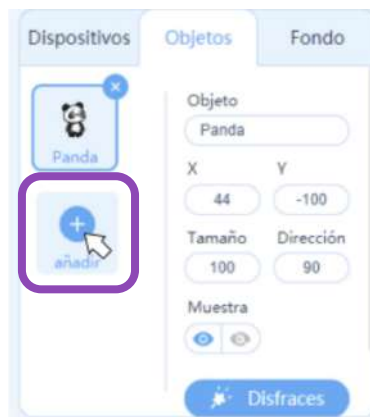 Dispositivos Objetos Fondo
Panda
añadir
Objeto
Panda
X Y
44 -100
Tamaño Dirección
100 90
Muestra
Disfraces